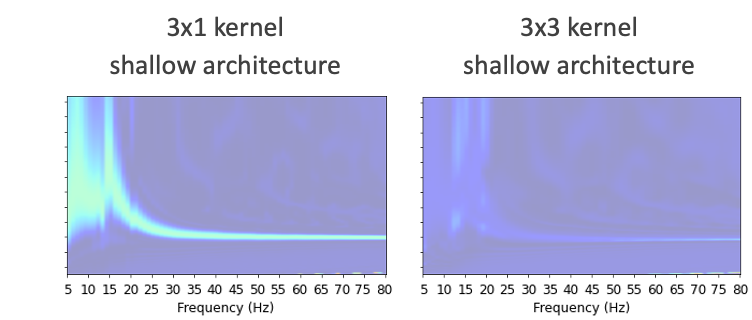 3x1 kernel
shallow architecture
3x3 kernel
shallow architecture
5 10 15 20 25 30 35 40 45 50 55 60 65 70 75 80
Frequency (Hz)
5 10 15 20 25 30 35 40 45 50 55 60 65 70 75 80
Frequency (Hz)